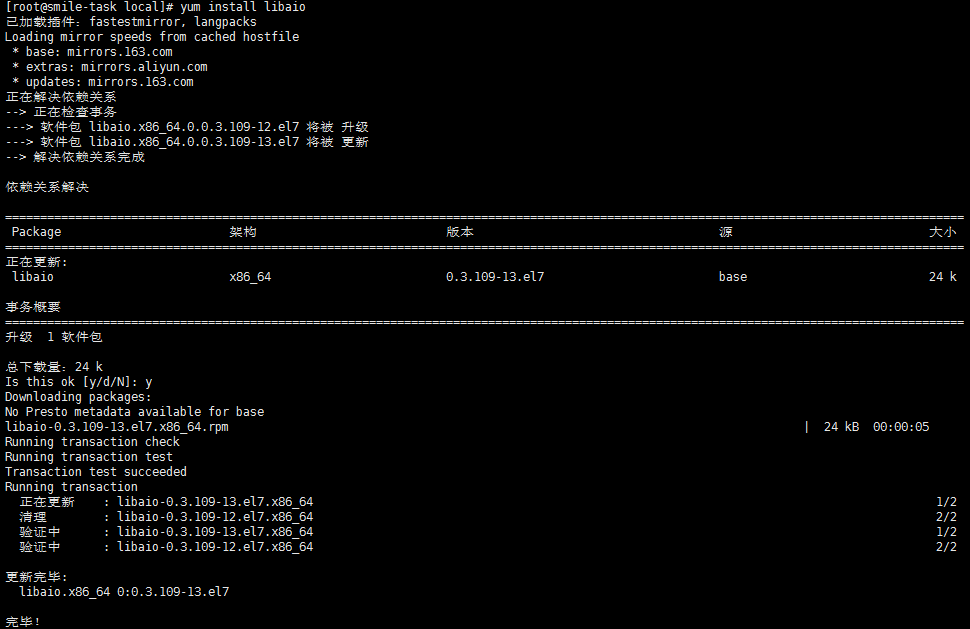 [root@smile-task local]# yum install libaio
已加载插件：fastestmirror, langpacks
Loading mirror speeds from cached hostfile
 * base: mirrors.163.com
 * extras: mirrors.aliyun.com
 * updates: mirrors.163.com
正在解决依赖关系
--> 正在检查事务
---> 软件包 libaio.x86_64.0.0.3.109-12.el7 将被 升级
---> 软件包 libaio.x86_64.0.0.3.109-13.el7 将被 更新
--> 解决依赖关系完成
依赖关系解决
Package 架构 版本 源 大小
正在更新:
libaio x86_64 0.3.109-13.el7 base 24 k
事务概要
升级 1 软件包
总下载量：24 k
Is this ok [y/d/N]: y
Downloading packages:
No Presto metadata available for base
libaio-0.3.109-13.el7.x86_64.rpm | 24 kB 00:00:05
Running transaction check
Running transaction test
Transaction test succeeded
Running transaction
正在更新 : libaio-0.3.109-13.el7.x86_64 1/2
清理 : libaio-0.3.109-12.el7.x86_64 2/2
验证中 : libaio-0.3.109-13.el7.x86_64 1/2
验证中 : libaio-0.3.109-12.el7.x86_64 2/2
更新完毕:
libaio.x86_64 0:0.3.109-13.el7
完毕！